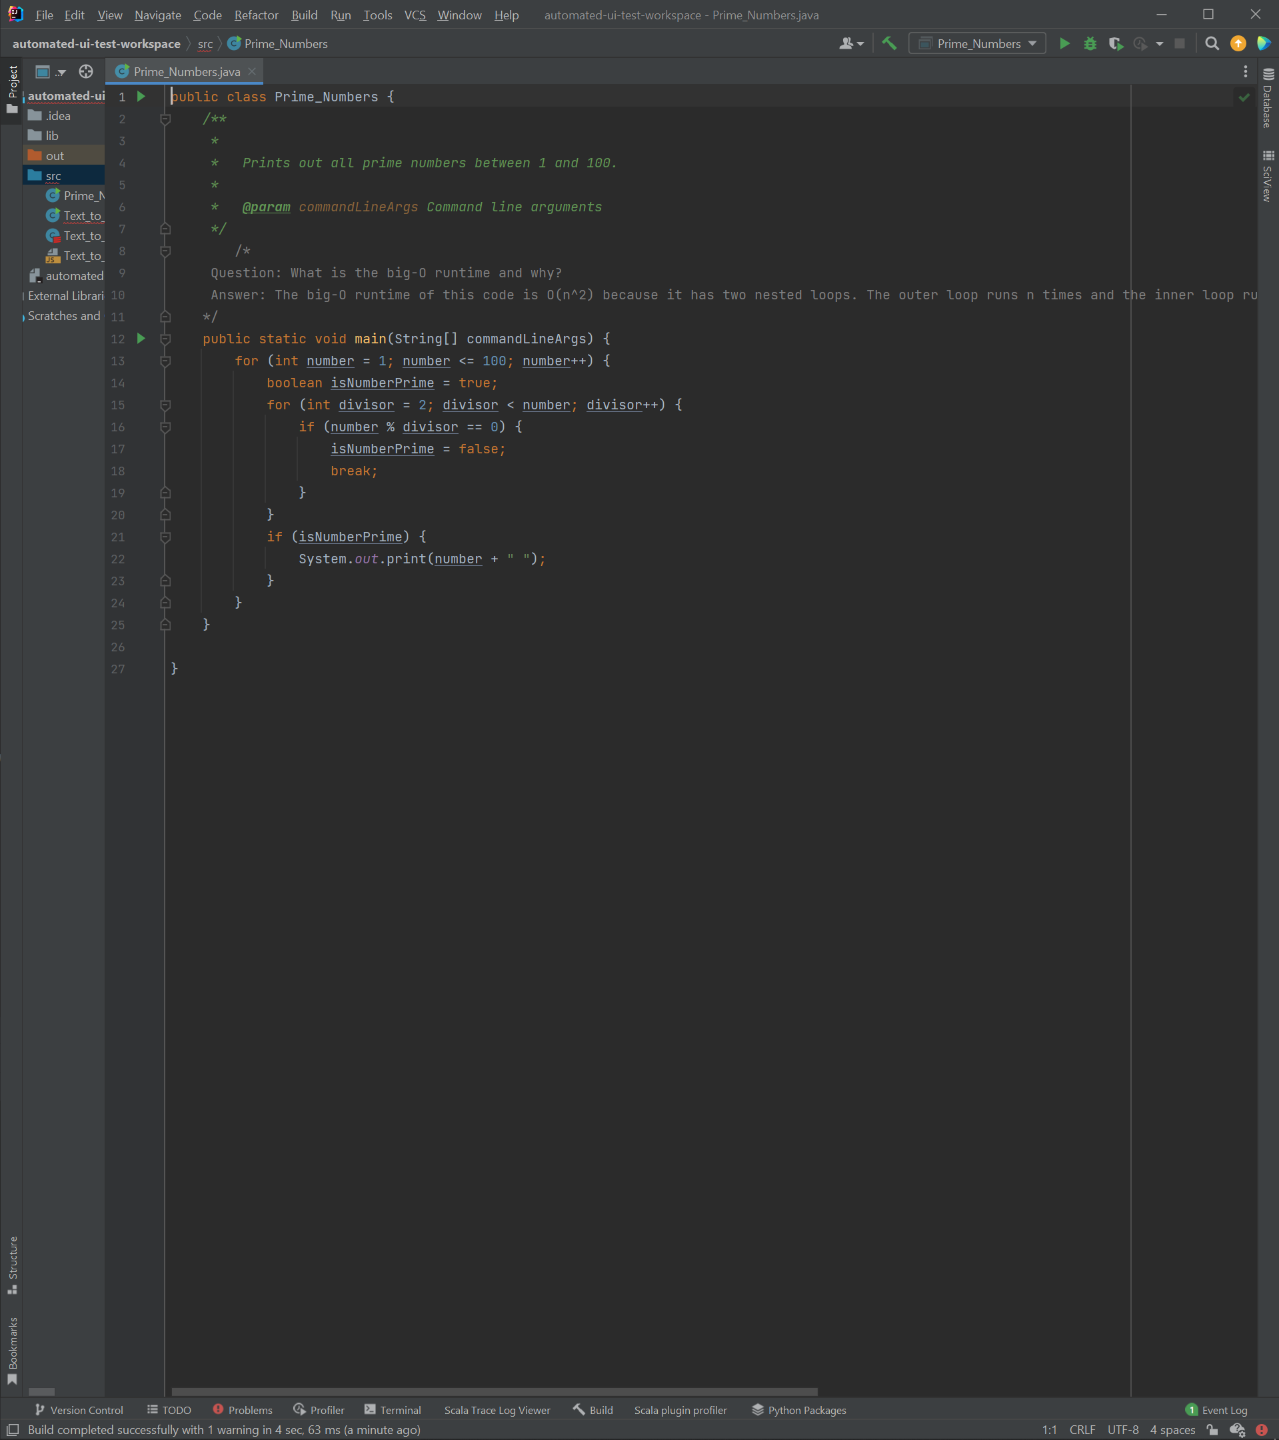 File Edit View Navigate Code Refactor Build Run Tools VCS Window Help automated-ui-test-workspace - Prime_Numbers.java
automated-ui-test-workspace src Prime_Numbers Prime_Numbers
Project
Prime_Numbers.java
automated-ui
.idea
lib
out
src
Prime_N
Text_to_
Text_to_
Text_to_
automated
External Librari
Scratches and
1 public class Prime_Numbers {
2 /**
3 *
4 * Prints out all prime numbers between 1 and 100.
5 *
6 * @param commandLineArgs Command line arguments
7 */
8 /*
9 Question: What is the big-O runtime and why?
10 Answer: The big-O runtime of this code is O(n^2) because it has two nested loops. The outer loop runs n times and the inner loop ru
11 */
12 public static void main(String[] commandLineArgs) {
13 for (int number = 1; number <= 100; number++) {
14 boolean isNumberPrime = true;
15 for (int divisor = 2; divisor < number; divisor++) {
16 if (number % divisor == 0) {
17 isNumberPrime = false;
18 break;
19 }
20 }
21 if (isNumberPrime) {
22 System.out.print(number + " ");
23 }
24 }
25 }
26
27 }
Database
SciView
Structure
Bookmarks
Version Control TODO Problems Profiler Terminal Scala Trace Log Viewer Build Scala plugin profiler Python Packages 1 Event Log
Build completed successfully with 1 warning in 4 sec, 63 ms (a minute ago) 1:1 CRLF UTF-8 4 spaces